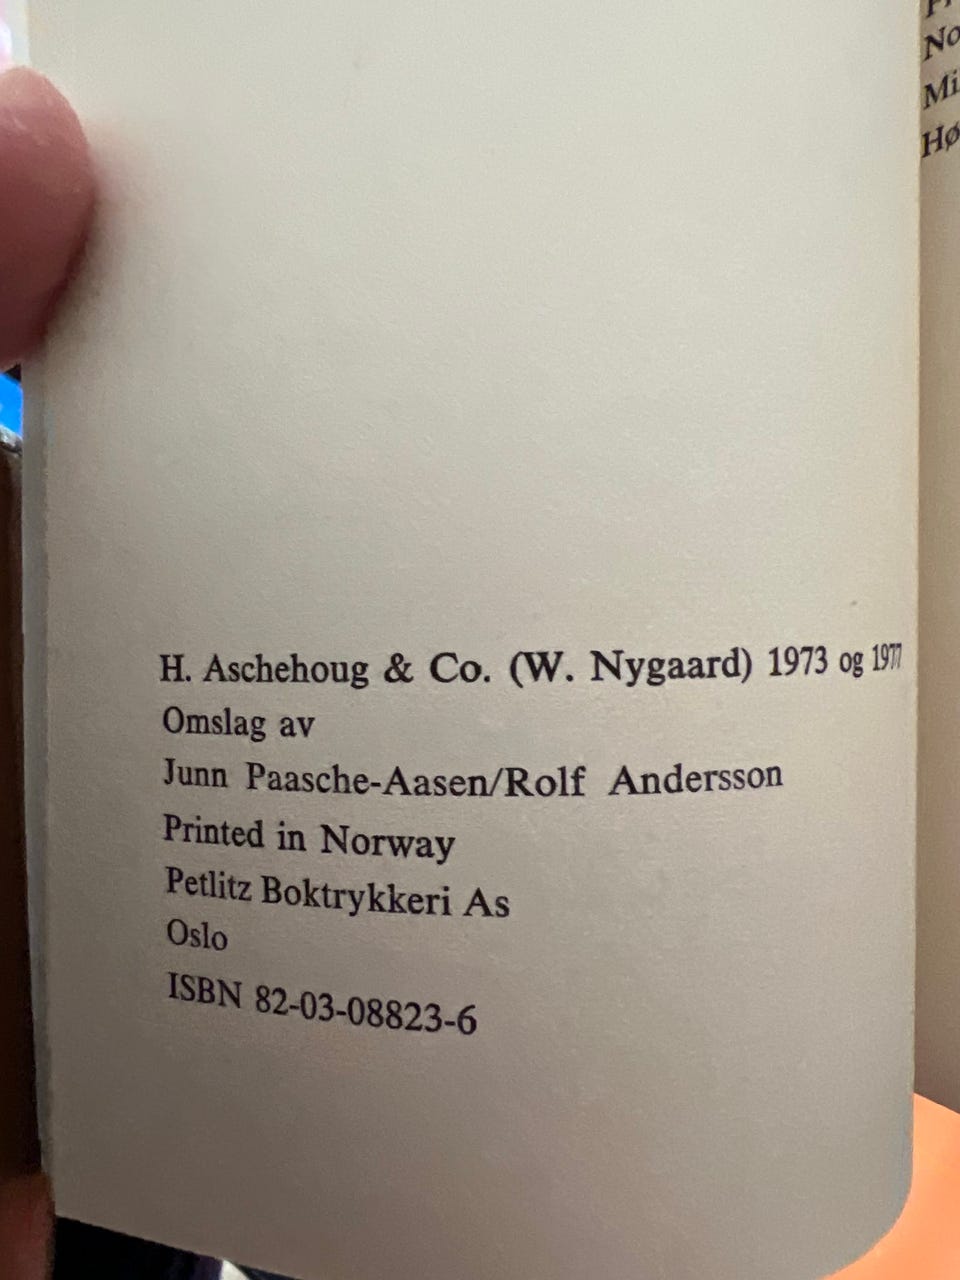 H. Aschehoug & Co. (W. Nygaard) 1973 og 1977
Omslag av
Junn Paasche-Aasen/Rolf Andersson
Printed in Norway
Petlitz Boktrykkeri As
Oslo
ISBN 82-03-08823-6